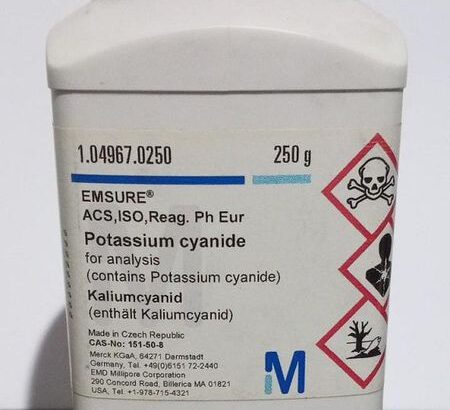 1.04967.0250 250 g
EMSURE®
ACS,ISO,Reag. Ph Eur
Potassium cyanide
for analysis
(contains Potassium cyanide)
Kaliumcyanid
(enthält Kaliumcyanid)
Made in Czech Republic
CAS-No: 151-50-8
Merck KGaA, 64271 Darmstadt
Germany, Tel. +49(0)6151 72-2440
EMD Millipore Corporation
290 Concord Road, Billerica MA 01821
USA, Tel. +1-978-715-4321
M